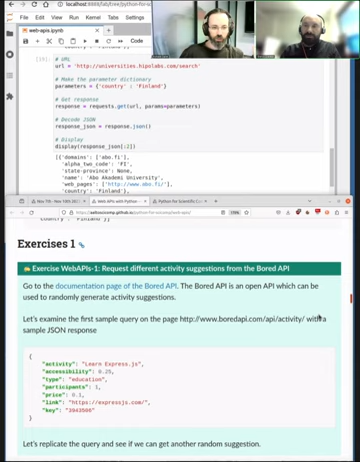 File Edit View Run Kernel Tabs Settings
web-apis.ipynb
Markdown
# URL
url = 'http://universities.hipolabs.com/search'
# Make the parameter dictionary
parameters = {'country' : 'Finland'}
# Get response
response = requests.get(url, params=parameters)
# Decode JSON
response_json = response.json()
# Display
display(response_json[:2])
[{'domains': ['abo.fi'],
'alpha_two_code': 'FI',
'state-province': None,
'name': 'Abo Akademi University',
'web_pages': ['http://www.abo.fi/'],
'country': 'Finland'},
Exercises 1
Exercise WebAPIs-1: Request different activity suggestions from the Bored API
Go to the documentation page of the Bored API. The Bored API is an open API which can be
used to randomly generate activity suggestions.
Let's examine the first sample query on the page http://www.boredapi.com/api/activity/ with a
sample JSON response
{
"activity": "Learn Express.js",
"accessibility": 0.25,
"type": "education",
"participants": 1,
"price": 0.1,
"link": "https://expressjs.com/",
"key": "3943506"
}
Let's replicate the query and see if we can get another random suggestion.